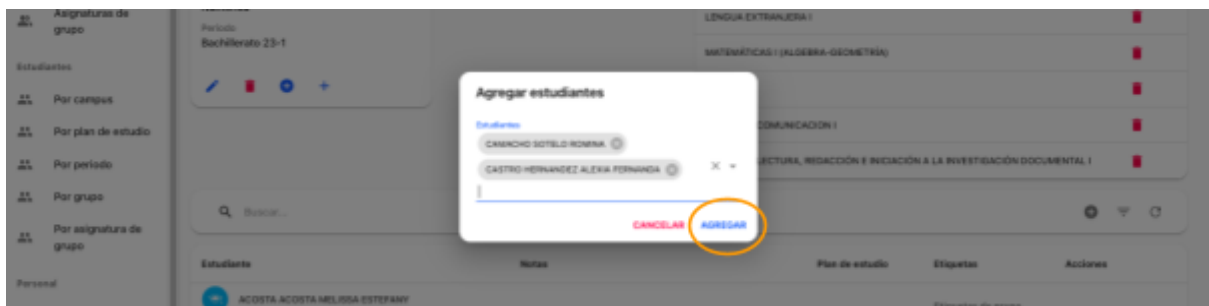 Asignaturas de
grupo
Estudiantes
Por campus
Por plan de estudio
Por periodo
Por grupo
Por asignatura de
grupo
Personal
Periodo
Bachillerato 23-1
LENGUA EXTRANJERA I
MATEMÁTICAS I (ALGEBRA-GEOMETRÍA)
COMUNICACION I
LECTURA, REDACCIÓN E INICIACIÓN A LA INVESTIGACIÓN DOCUMENTAL I
Agregar estudiantes
Estudiantes
CAMACHO SOTELO ROMINA
CASTRO HERNANDEZ ALEXIA FERNANDA
CANCELAR
AGREGAR
Buscar...
Estudiante
Notas
Plan de estudio
Etiquetas
Acciones
ACOSTA ACOSTA MELISSA ESTEFANY